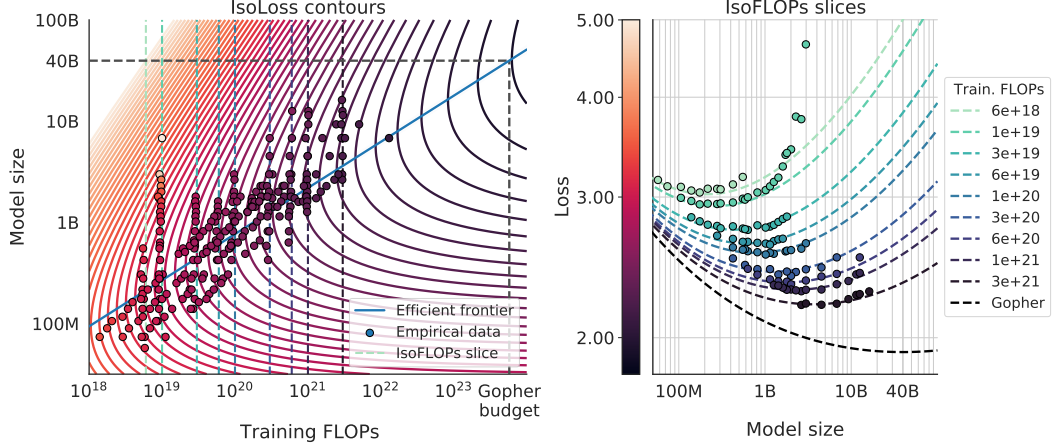 IsoLoss contours
100B
40B
10B
1B
100M
Model size
10^18
10^19
10^20
10^21
10^22
10^23
Gopher
budget
Training FLOPs
Efficient frontier
Empirical data
IsoFLOPs slice
IsoFLOPs slices
5.00
4.00
3.00
2.00
Loss
100M
1B
10B
40B
Model size
Train. FLOPs
6e+18
1e+19
3e+19
6e+19
1e+20
3e+20
6e+20
1e+21
3e+21
Gopher